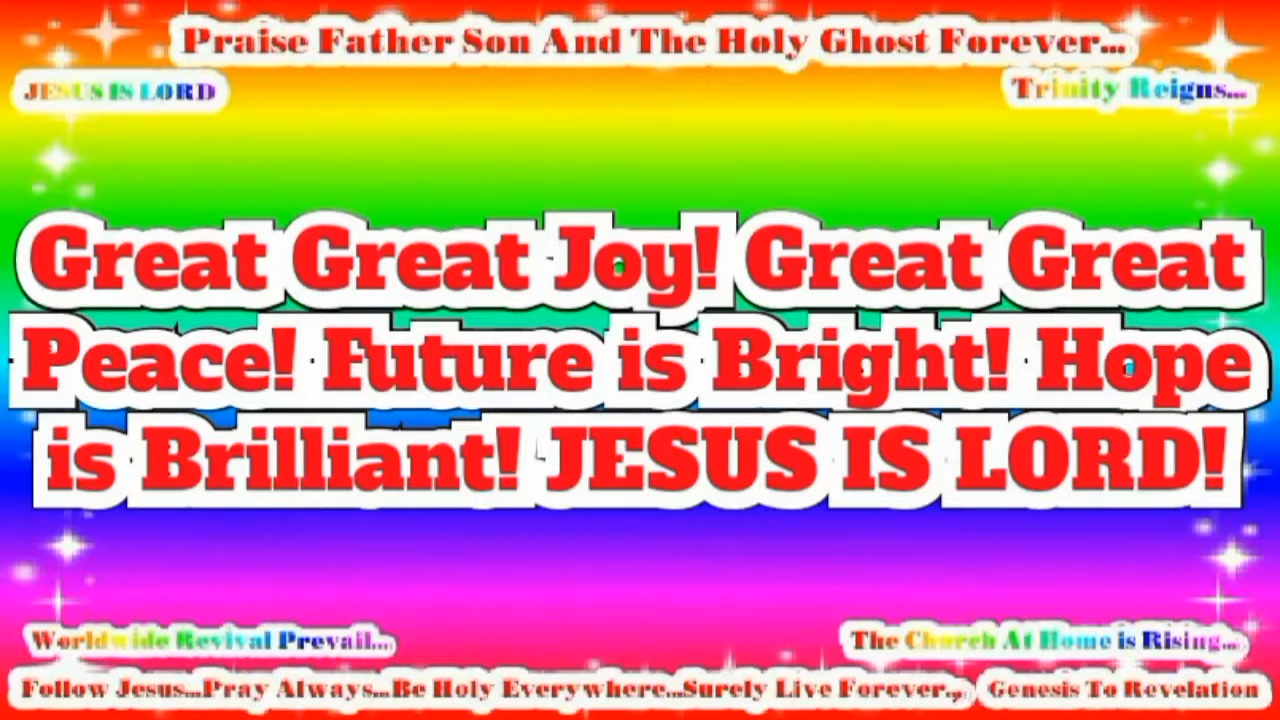 Praise Father Son And The Holy Ghost Forever...
JESUS IS LORD
Trinity Reigns...
Great Great Joy! Great Great
Peace! Future is Bright! Hope
is Brilliant! JESUS IS LORD!
Worldwide Revival Prevail...
The Church At Home is Rising...
Follow Jesus...Pray Always...Be Holy Everywhere...Surely Live Forever..,
Genesis To Revelation